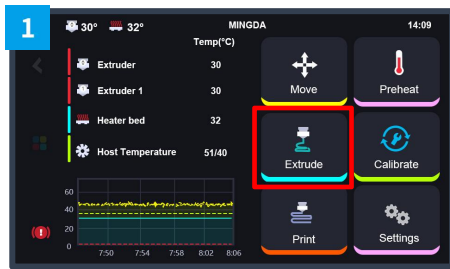 1
30° 32° MINGDA 14:09
Temp(°C)
Extruder 30
Extruder 1 30
Heater bed 32
Host Temperature 51/40
Move
Preheat
Extrude
Calibrate
Print
Settings
60
40
20
0
7:50 7:54 7:58 8:02 8:06